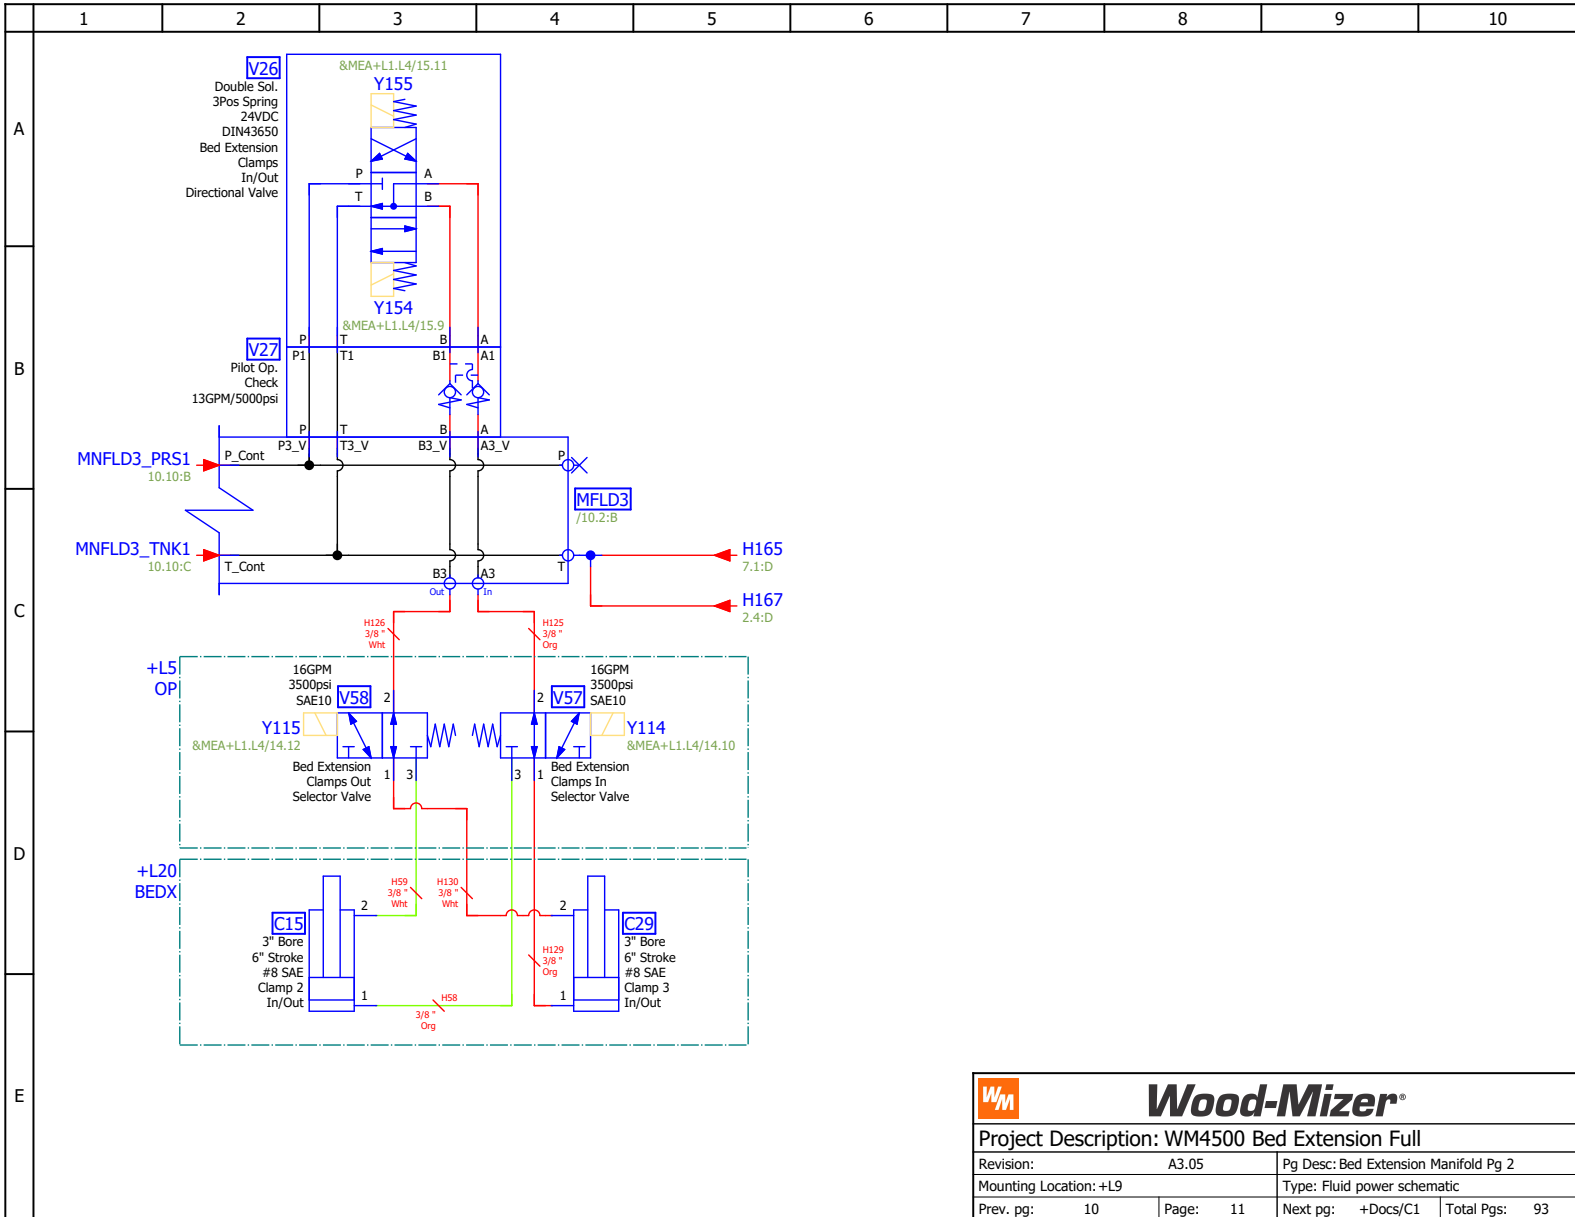 1 2 3 4 5 6 7 8 9 10
A
B
C
D
E
V26
Double Sol.
3Pos Spring
24VDC
DIN43650
Bed Extension
Clamps
In/Out
Directional Valve
&MEA+L1.L4/15.11
Y155
P A
T B
Y154
&MEA+L1.L4/15.9
P T B A
V27
P1 T1 B1 A1
Pilot Op.
Check
13GPM/5000psi
P T B A
P3_V T3_V B3_V A3_V
MNFLD3_PRS1
10.10:B
P_Cont
P
MFLD3
/10.2:B
MNFLD3_TNK1
10.10:C
T_Cont
T
B3 A3
Out In
H165
7.1:D
H167
2.4:D
H126
3/8 "
Wht
H125
3/8 "
Org
+L5
OP
16GPM
3500psi
SAE10
V58
2
Y115
&MEA+L1.L4/14.12
Bed Extension
Clamps Out
Selector Valve
1 3
16GPM
3500psi
SAE10
V57
2
Y114
&MEA+L1.L4/14.10
Bed Extension
Clamps In
Selector Valve
3 1
+L20
BEDX
H59
3/8 "
Wht
H130
3/8 "
Wht
C15
3" Bore
6" Stroke
#8 SAE
Clamp 2
In/Out
2
1
H58
3/8 "
Org
H129
3/8 "
Org
2
1
C29
3" Bore
6" Stroke
#8 SAE
Clamp 3
In/Out
WM
Wood-Mizer®
Project Description: WM4500 Bed Extension Full
Revision: A3.05 Pg Desc: Bed Extension Manifold Pg 2
Mounting Location: +L9 Type: Fluid power schematic
Prev. pg: 10 Page: 11 Next pg: +Docs/C1 Total Pgs: 93